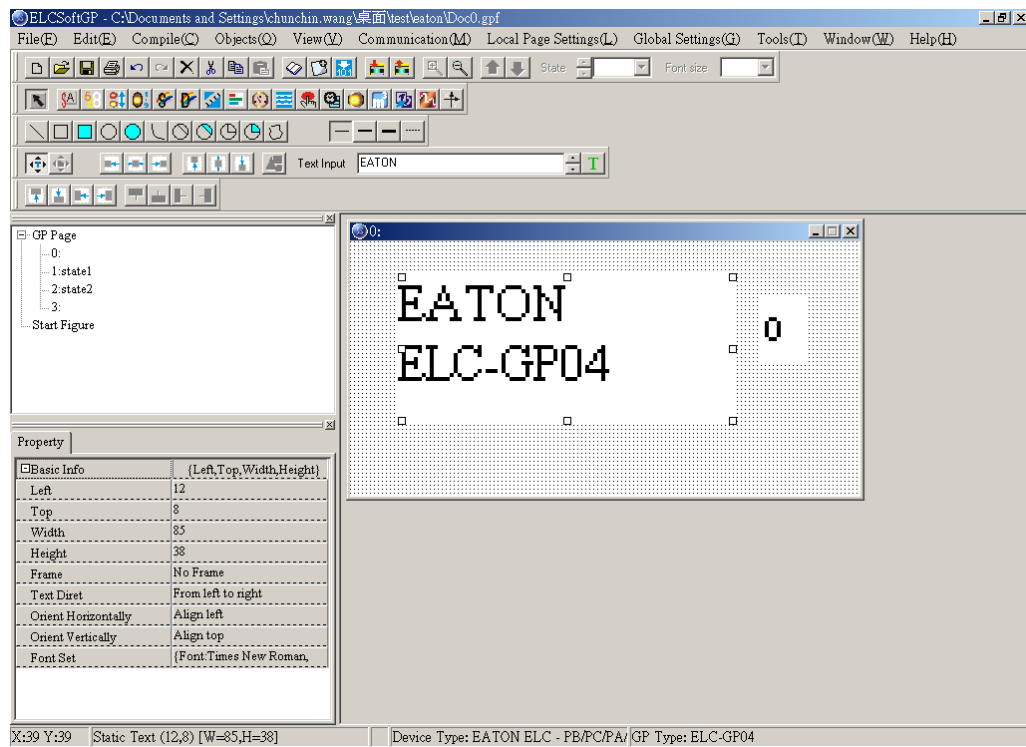 ELCSoftGP - C:\Documents and Settings\chunchin.wang\桌面\test\eaton\Doc0.gpf
File(F) Edit(E) Compile(C) Objects(O) View(V) Communication(M) Local Page Settings(L) Global Settings(G) Tools(T) Window(W) Help(H)
State Font size
Text Input EATON T
GP Page
0:
1:state1
2:state2
3:
Start Figure
0:
EATON
ELC-GP04
0
Property
Basic Info {Left,Top,Width,Height}
Left 12
Top 8
Width 85
Height 38
Frame No Frame
Text Diret From left to right
Orient Horizontally Align left
Orient Vertically Align top
Font Set {Font:Times New Roman,
X:39 Y:39 Static Text (12,8) [W=85,H=38] Device Type: EATON ELC - PB/PC/PA/ GP Type: ELC-GP04